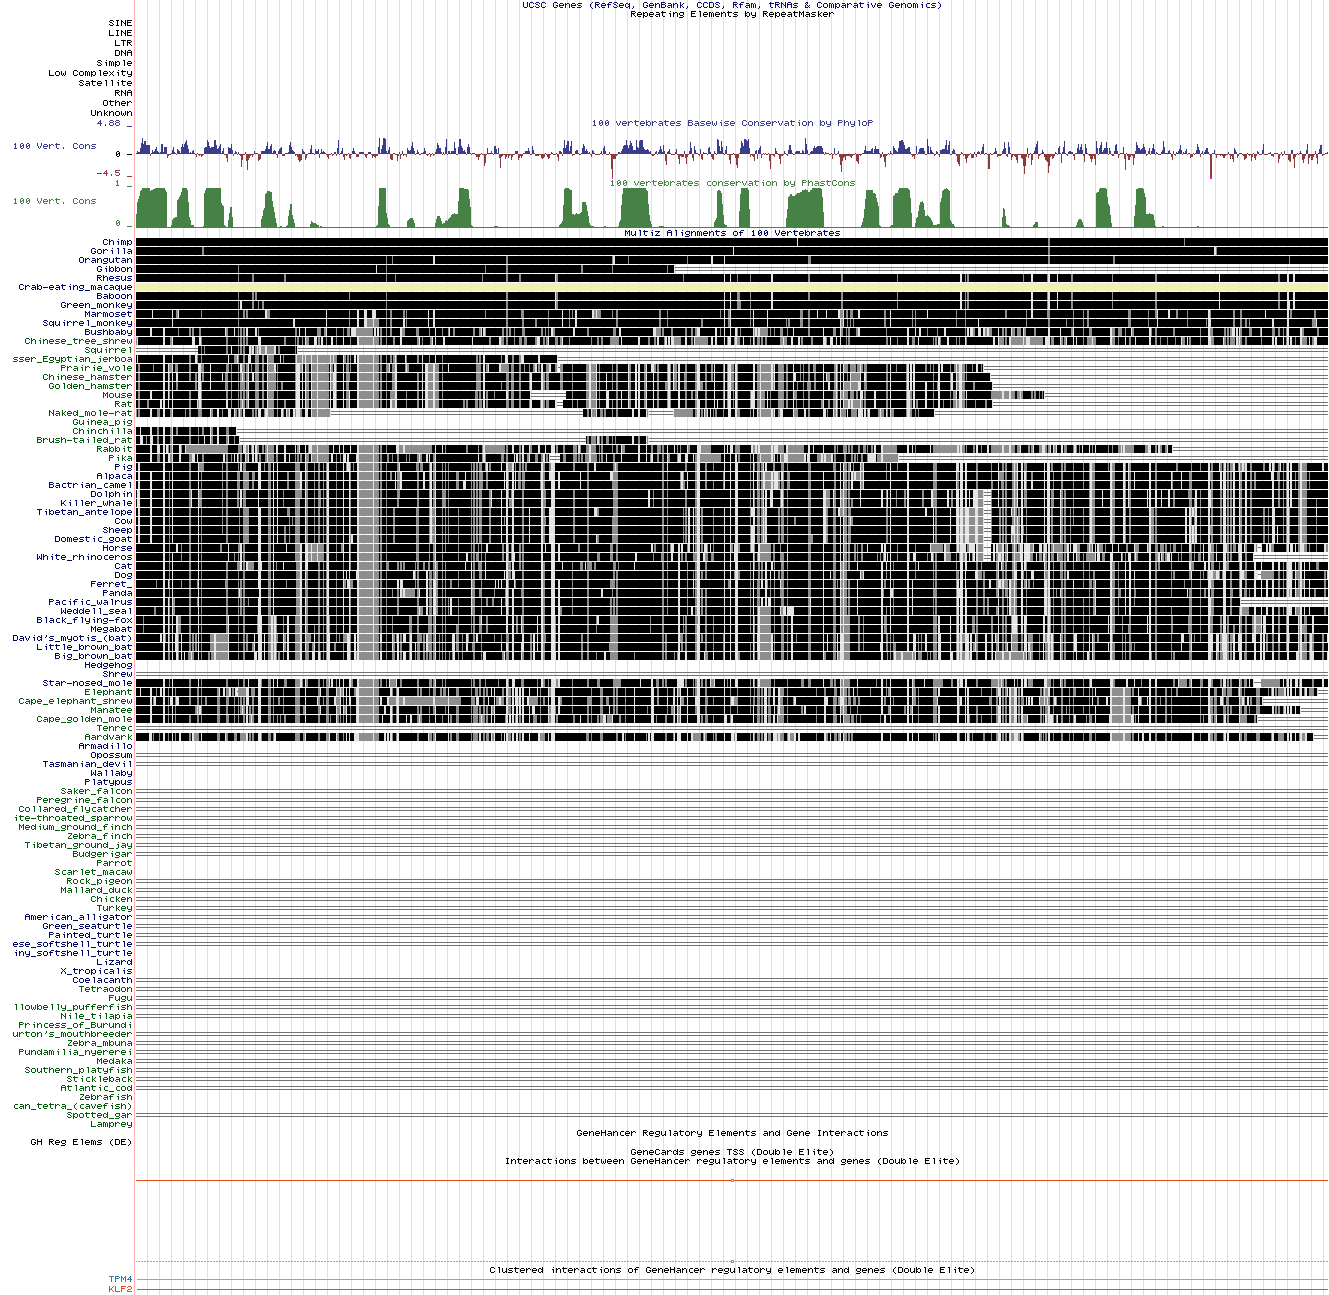 UCSC Genes (RefSeq, GenBank, CCDS, Rfam, tRNAs & Comparative Genomics)
Repeating Elements by RepeatMasker
SINE
LINE
LTR
DNA
Simple
Low Complexity
Satellite
RNA
Other
Unknown
4.88 _
100 vertebrates Basewise Conservation by PhyloP
100 Vert. Cons
0 _
-4.5 _
1 _
100 vertebrates conservation by PhastCons
100 Vert. Cons
0 _
Multiz Alignments of 100 Vertebrates
Chimp
Gorilla
Orangutan
Gibbon
Rhesus
Crab-eating_macaque
Baboon
Green_monkey
Marmoset
Squirrel_monkey
Bushbaby
Chinese_tree_shrew
Squirrel
sser_Egyptian_jerboa
Prairie_vole
Chinese_hamster
Golden_hamster
Mouse
Rat
Naked_mole-rat
Guinea_pig
Chinchilla
Brush-tailed_rat
Rabbit
Pika
Pig
Alpaca
Bactrian_camel
Dolphin
Killer_whale
Tibetan_antelope
Cow
Sheep
Domestic_goat
Horse
White_rhinoceros
Cat
Dog
Ferret_
Panda
Pacific_walrus
Weddell_seal
Black_flying-fox
Megabat
David's_myotis_(bat)
Little_brown_bat
Big_brown_bat
Hedgehog
Shrew
Star-nosed_mole
Elephant
Cape_elephant_shrew
Manatee
Cape_golden_mole
Tenrec
Aardvark
Armadillo
Opossum
Tasmanian_devil
Wallaby
Platypus
Saker_falcon
Peregrine_falcon
Collared_flycatcher
ite-throated_sparrow
Medium_ground_finch
Zebra_finch
Tibetan_ground_jay
Budgerigar
Parrot
Scarlet_macaw
Rock_pigeon
Mallard_duck
Chicken
Turkey
American_alligator
Green_seaturtle
Painted_turtle
ese_softshell_turtle
iny_softshell_turtle
Lizard
X_tropicalis
Coelacanth
Tetraodon
Fugu
llowbelly_pufferfish
Nile_tilapia
Princess_of_Burundi
urton's_mouthbreeder
Zebra_mbuna
Pundamilia_nyererei
Medaka
Southern_platyfish
Stickleback
Atlantic_cod
Zebrafish
can_tetra_(cavefish)
Spotted_gar
Lamprey
GeneHancer Regulatory Elements and Gene Interactions
GH Reg Elems (DE)
GeneCards genes TSS (Double Elite)
Interactions between GeneHancer regulatory elements and genes (Double Elite)
Clustered interactions of GeneHancer regulatory elements and genes (Double Elite)
TPM4
KLF2